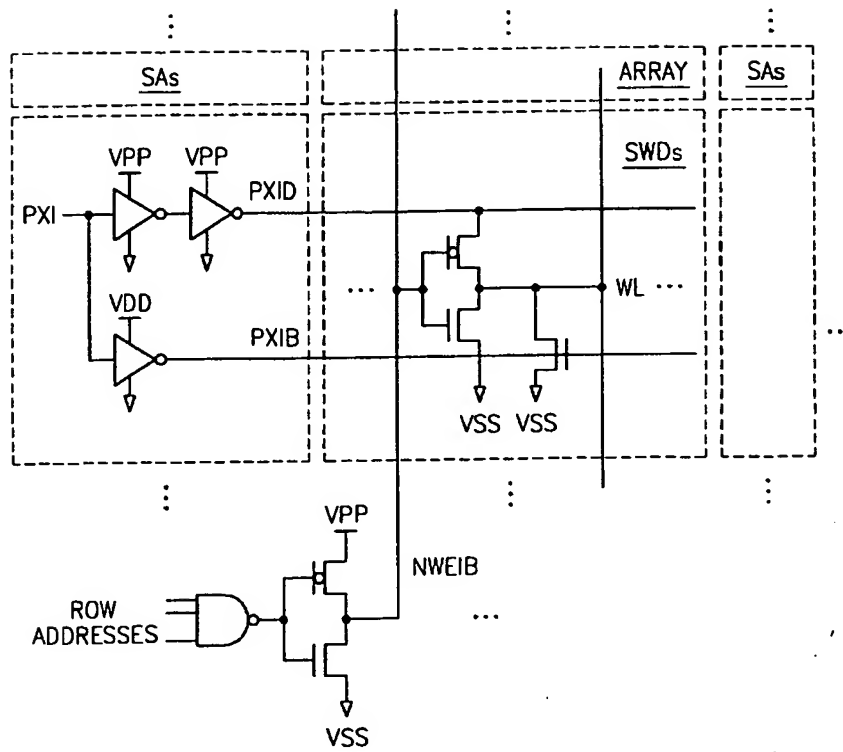 SAs
ARRAY
SAs
SWDs
VPP
VPP
PXID
PXI
WL
VDD
PXIB
VSS
VSS
VPP
NWEIB
ROW
ADDRESSES
VSS